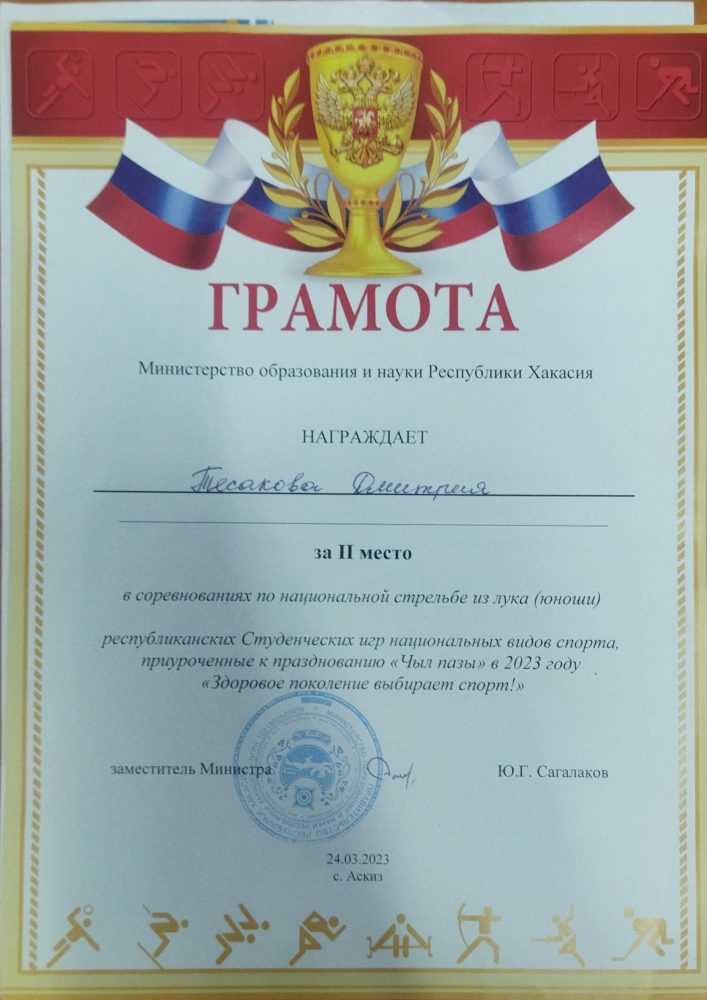 ГРАМОТА
Министерство образования и науки Республики Хакасия
НАГРАЖДАЕТ
Тесакова Дмитрия
за II место
в соревнованиях по национальной стрельбе из лука (юноши)
республиканских Студенческих игр национальных видов спорта,
приуроченные к празднованию «Чыл пазы» в 2023 году
«Здоровое поколение выбирает спорт!»
заместитель Министра Ю.Г. Сагалаков
24.03.2023
с. Аскиз